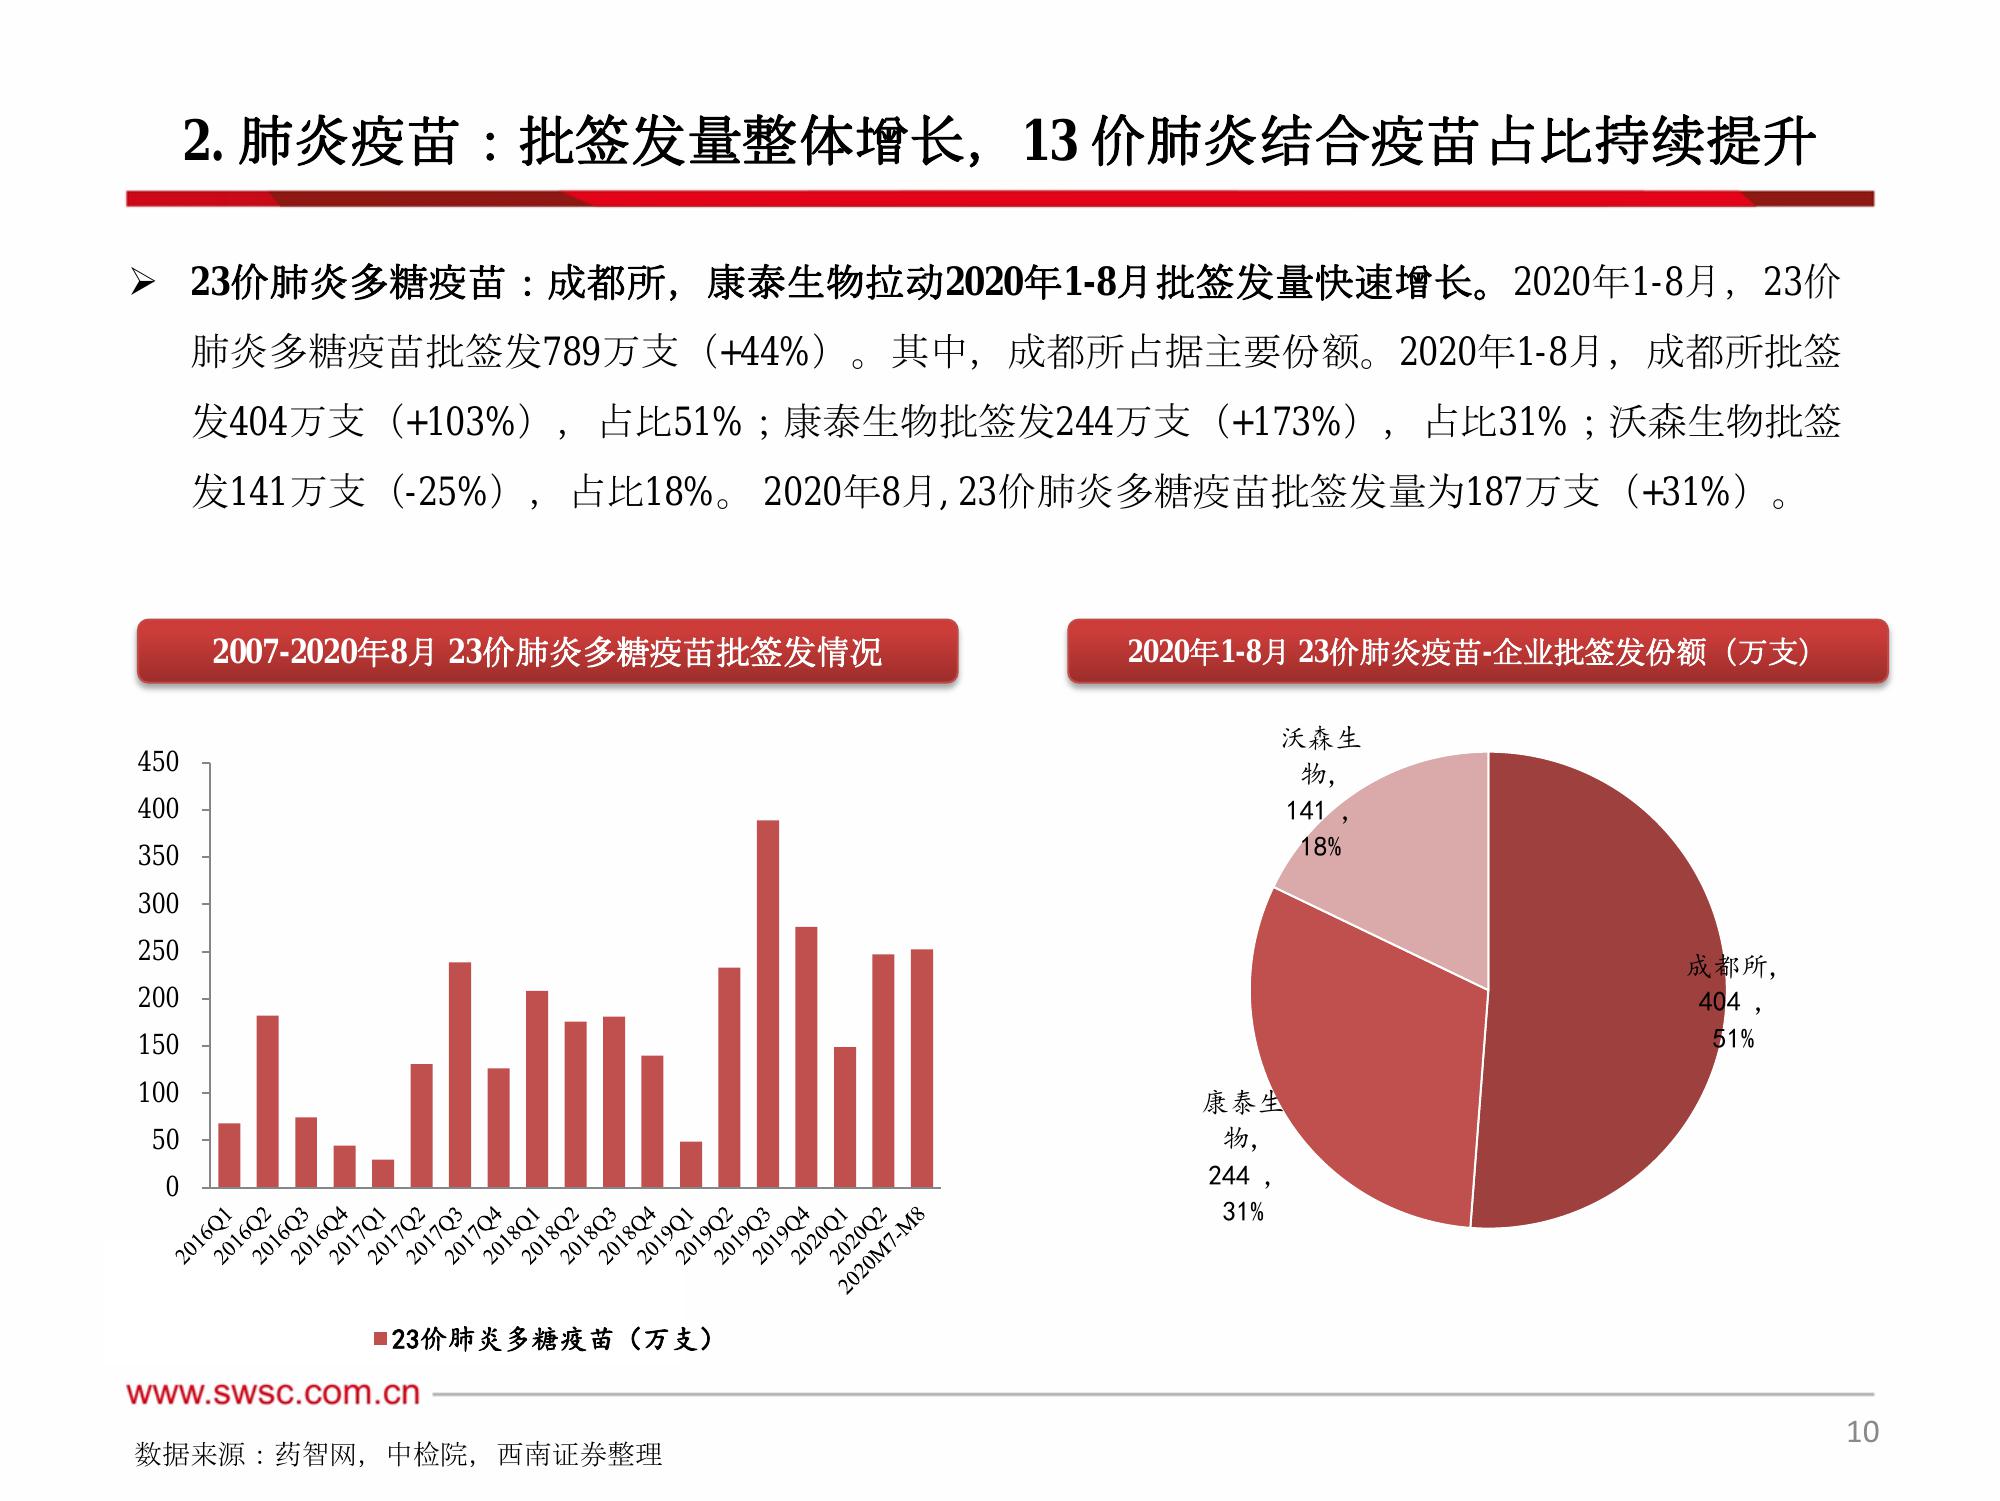 2. 肺炎疫苗：批签发量整体增长，13 价肺炎结合疫苗占比持续提升
➢ 23价肺炎多糖疫苗：成都所，康泰生物拉动2020年1-8月批签发量快速增长。2020年1-8月，23价
肺炎多糖疫苗批签发789万支（+44%）。其中，成都所占据主要份额。2020年1-8月，成都所批签
发404万支（+103%），占比51%；康泰生物批签发244万支（+173%），占比31%；沃森生物批签
发141万支（-25%），占比18%。 2020年8月, 23价肺炎多糖疫苗批签发量为187万支（+31%）。
2007-2020年8月 23价肺炎多糖疫苗批签发情况
450
400
350
300
250
200
150
100
50
0
2016Q1
2016Q2
2016Q3
2016Q4
2017Q1
2017Q2
2017Q3
2017Q4
2018Q1
2018Q2
2018Q3
2018Q4
2019Q1
2019Q2
2019Q3
2019Q4
2020Q1
2020Q2
2020M7-M8
23价肺炎多糖疫苗（万支）
2020年1-8月 23价肺炎疫苗-企业批签发份额（万支）
沃森生
物,
141 ,
18%
成都所,
404 ,
51%
康泰生
物,
244 ,
31%
www.swsc.com.cn
数据来源：药智网，中检院，西南证券整理
10